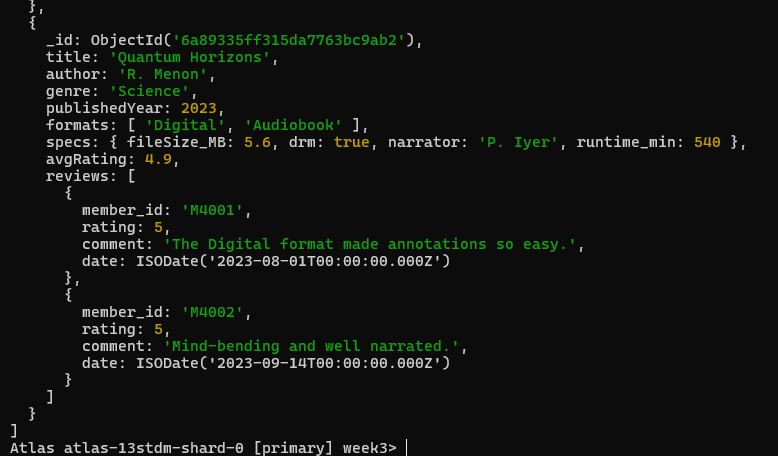 },
{
_id: ObjectId('6a89335ff315da7763bc9ab2'),
title: 'Quantum Horizons',
author: 'R. Menon',
genre: 'Science',
publishedYear: 2023,
formats: [ 'Digital', 'Audiobook' ],
specs: { fileSize_MB: 5.6, drm: true, narrator: 'P. Iyer', runtime_min: 540 },
avgRating: 4.9,
reviews: [
{
member_id: 'M4001',
rating: 5,
comment: 'The Digital format made annotations so easy.',
date: ISODate('2023-08-01T00:00:00.000Z')
},
{
member_id: 'M4002',
rating: 5,
comment: 'Mind-bending and well narrated.',
date: ISODate('2023-09-14T00:00:00.000Z')
}
]
}
]
Atlas atlas-13stdm-shard-0 [primary] week3>